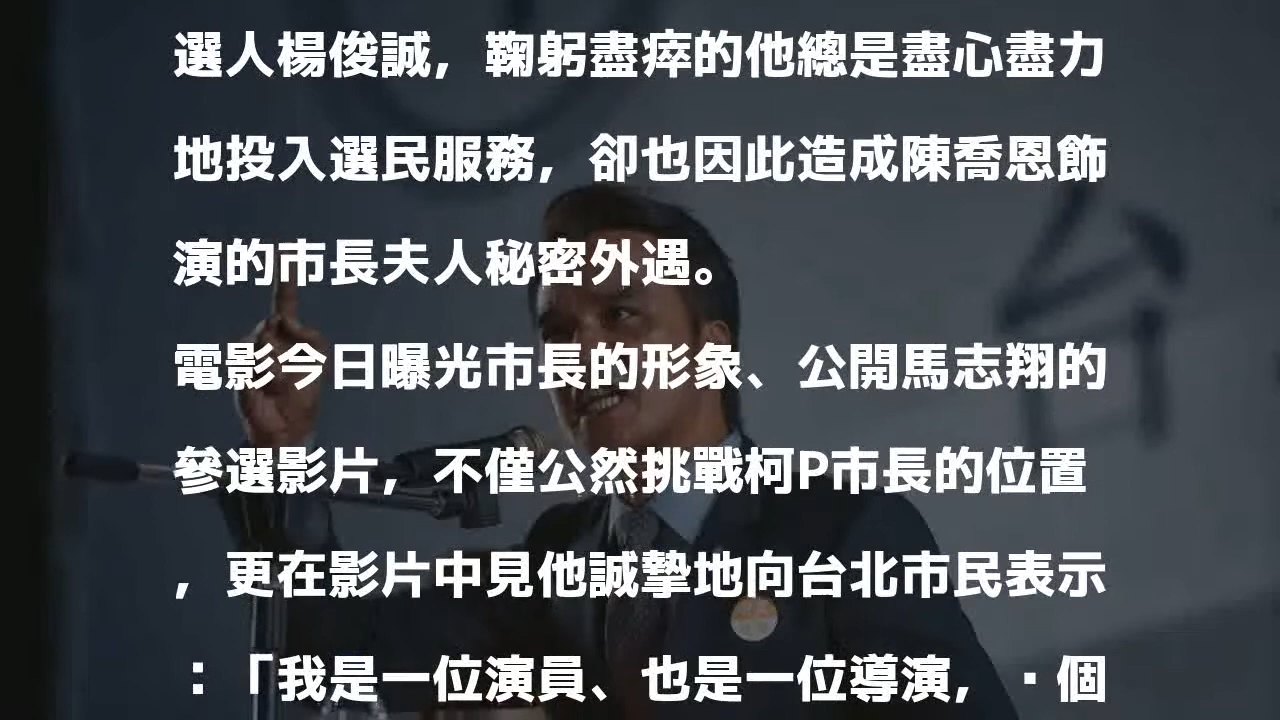 選人楊俊誠，鞠躬盡瘁的他總是盡心盡力
地投入選民服務，卻也因此造成陳喬恩飾
演的市長夫人秘密外遇。
電影今日曝光市長的形象、公開馬志翔的
參選影片，不僅公然挑戰柯P市長的位置
，更在影片中見他誠摯地向台北市民表示
：「我是一位演員、也是一位導演，
個
台